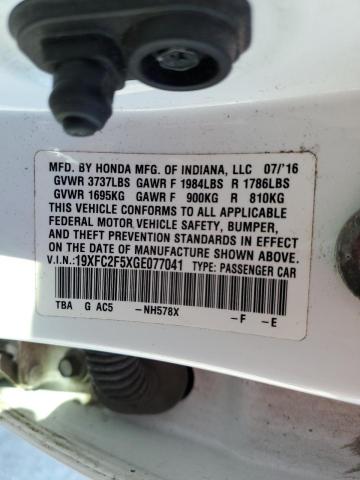 MFD. BY HONDA MFG. OF INDIANA, LLC 07/'16
GVWR 3737LBS GAWR F 1984LBS R 1786LBS
GVWR 1695KG GAWR F 900KG R 810KG
THIS VEHICLE CONFORMS TO ALL APPLICABLE
FEDERAL MOTOR VEHICLE SAFETY, BUMPER,
AND THEFT PREVENTION STANDARDS IN EFFECT
ON THE DATE OF MANUFACTURE SHOWN ABOVE.
V.I.N.:19XFC2F5XGE077041 TYPE: PASSENGER CAR
TBA G AC5 -NH578X -F -E